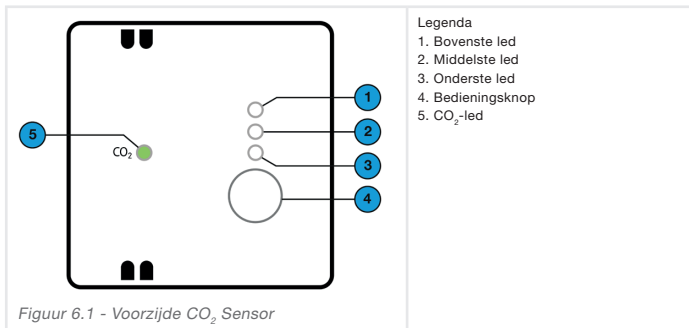 1
2
5
CO₂
3
4
Figuur 6.1 - Voorzijde CO₂ Sensor
Legenda
1. Bovenste led
2. Middelste led
3. Onderste led
4. Bedieningsknop
5. CO₂-led